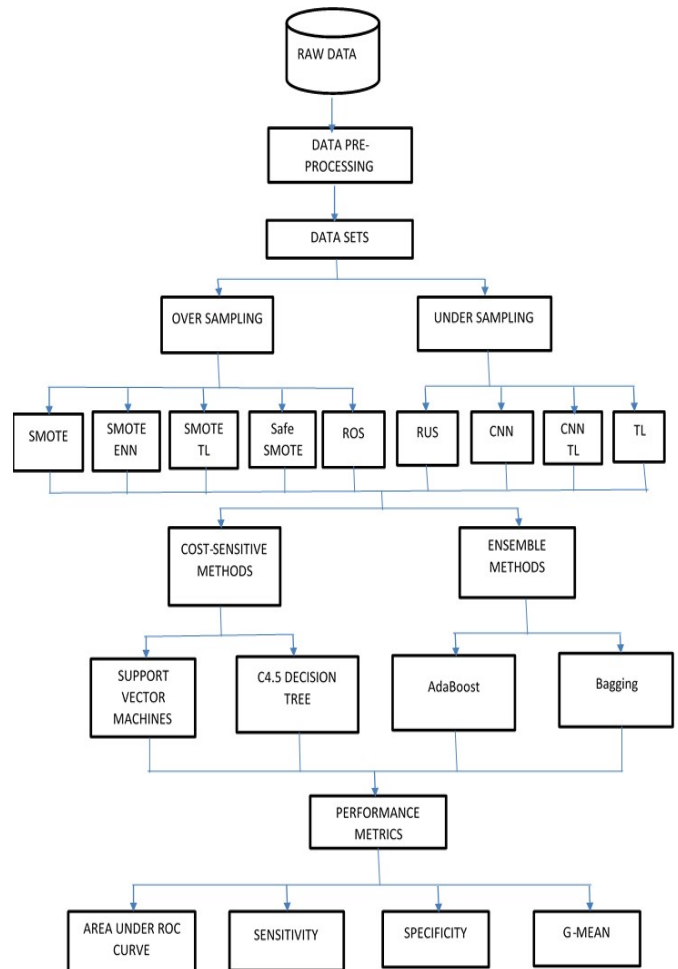 RAW DATA
DATA PRE-
PROCESSING
DATA SETS
OVER SAMPLING
UNDER SAMPLING
SMOTE
SMOTE
ENN
SMOTE
TL
Safe
SMOTE
ROS
RUS
CNN
CNN
TL
TL
COST-SENSITIVE
METHODS
ENSEMBLE
METHODS
SUPPORT
VECTOR
MACHINES
C4.5 DECISION
TREE
AdaBoost
Bagging
PERFORMANCE
METRICS
AREA UNDER ROC
CURVE
SENSITIVITY
SPECIFICITY
G-MEAN